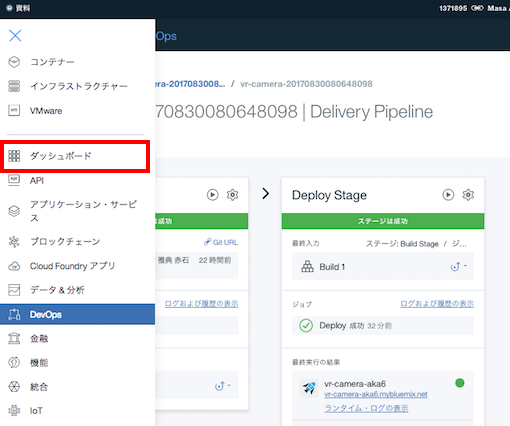 資料
1371895
Masa
Ops
コンテナー
インフラストラクチャー
VMware
ダッシュボード
API
アプリケーション・サービス
ブロックチェーン
Cloud Foundry アプリ
データ & 分析
DevOps
金融
機能
統合
IoT
era-2017083008... / vr-camera-20170830080648098
70830080648098 | Delivery Pipeline
ステージは成功
Git URL
雅典 赤石 22 時間前
ログおよび履歴の表示
Deploy Stage
ステージは成功
最終入力 ステージ: Build Stage / ジ...
Build 1
ジョブ ログおよび履歴の表示
Deploy 成功 32 分前
最終実行の結果
vr-camera-aka6
vr-camera-aka6.mybluemix.net
ランタイム・ログの表示